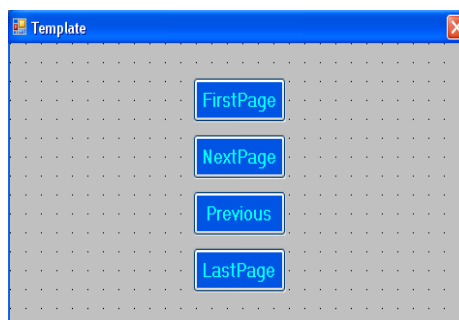 Template
FirstPage
NextPage
Previous
LastPage